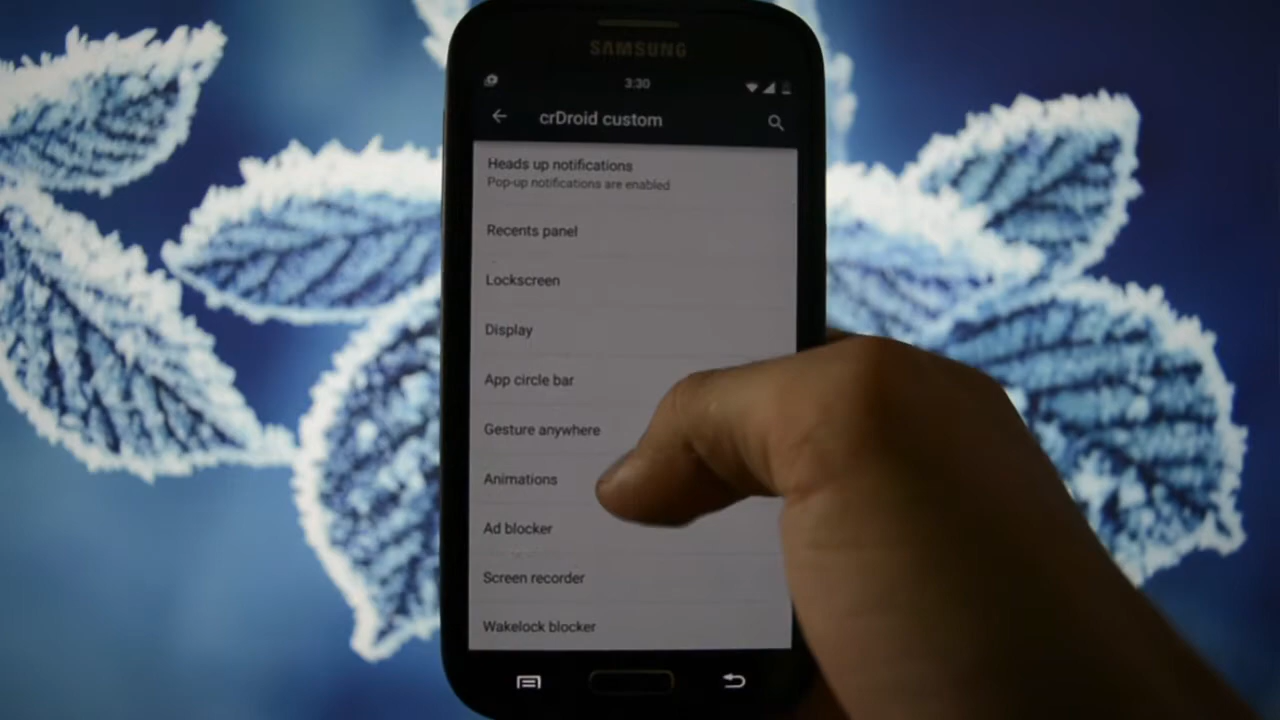 SAMSUNG
3:30
crDroid custom
Heads up notifications
Pop-up notifications are enabled
Recents panel
Lockscreen
Display
App circle bar
Gesture anywhere
Animations
Ad blocker
Screen recorder
Wakelock blocker